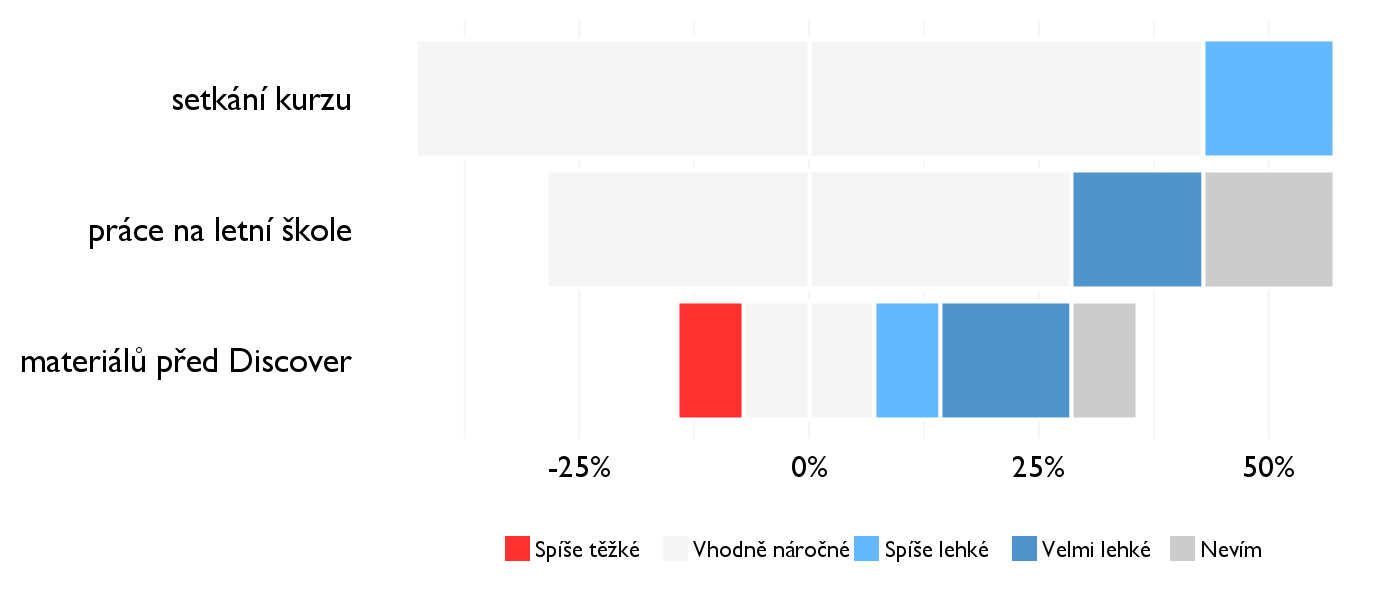 setkání kurzu
práce na letní škole
materiálů před Discover
-25% 0% 25% 50%
Spíše těžké Vhodně náročné Spíše lehké Velmi lehké Nevím